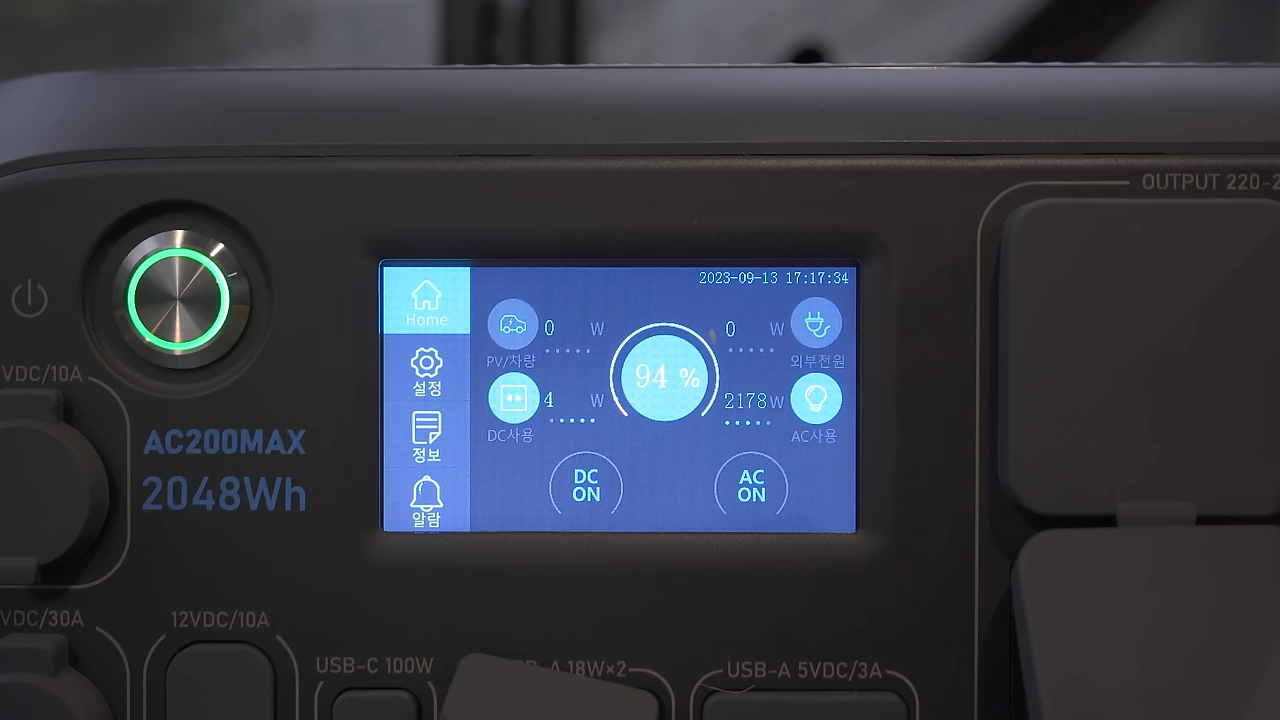 OUTPUT 220-2
2023-09-13 17:17:34
Home
설정
정보
알람
0 W
PV/차량
4 W
DC사용
94 %
0 W
외부전원
2178 W
AC사용
DC
ON
AC
ON
VDC/10A
AC200MAX
2048Wh
VDC/30A
12VDC/10A
USB-C 100W
A 18W×2
USB-A 5VDC/3A